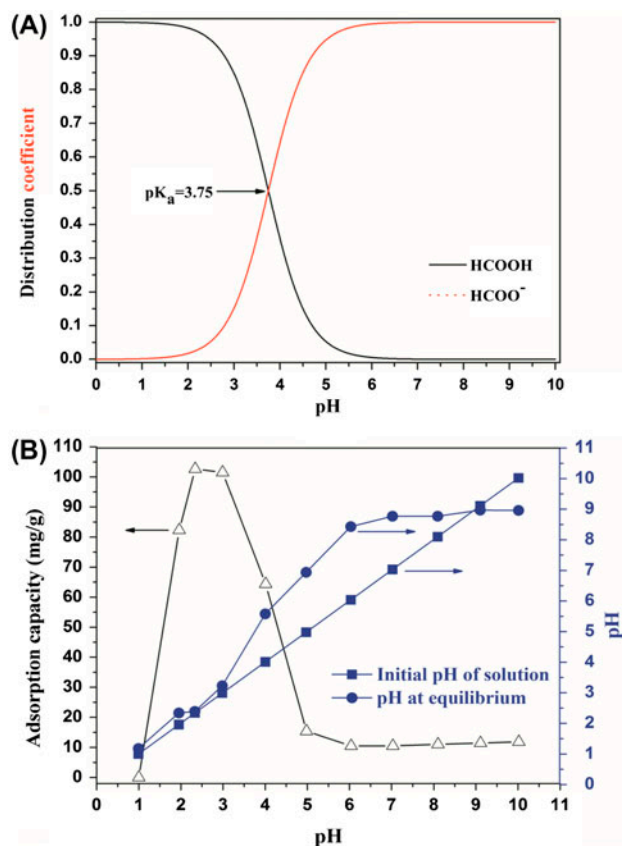 (A)
1.0
0.9
0.8
0.7
0.6
0.5
0.4
0.3
0.2
0.1
0.0
Distribution coefficient
pKa=3.75
HCOOH
HCOO-
0 1 2 3 4 5 6 7 8 9 10
pH
(B)
110
100
90
80
70
60
50
40
30
20
10
0
Adsorption capacity (mg/g)
Initial pH of solution
pH at equilibrium
11
10
9
8
7
6
5
4
3
2
1
0
pH
0 1 2 3 4 5 6 7 8 9 10 11
pH